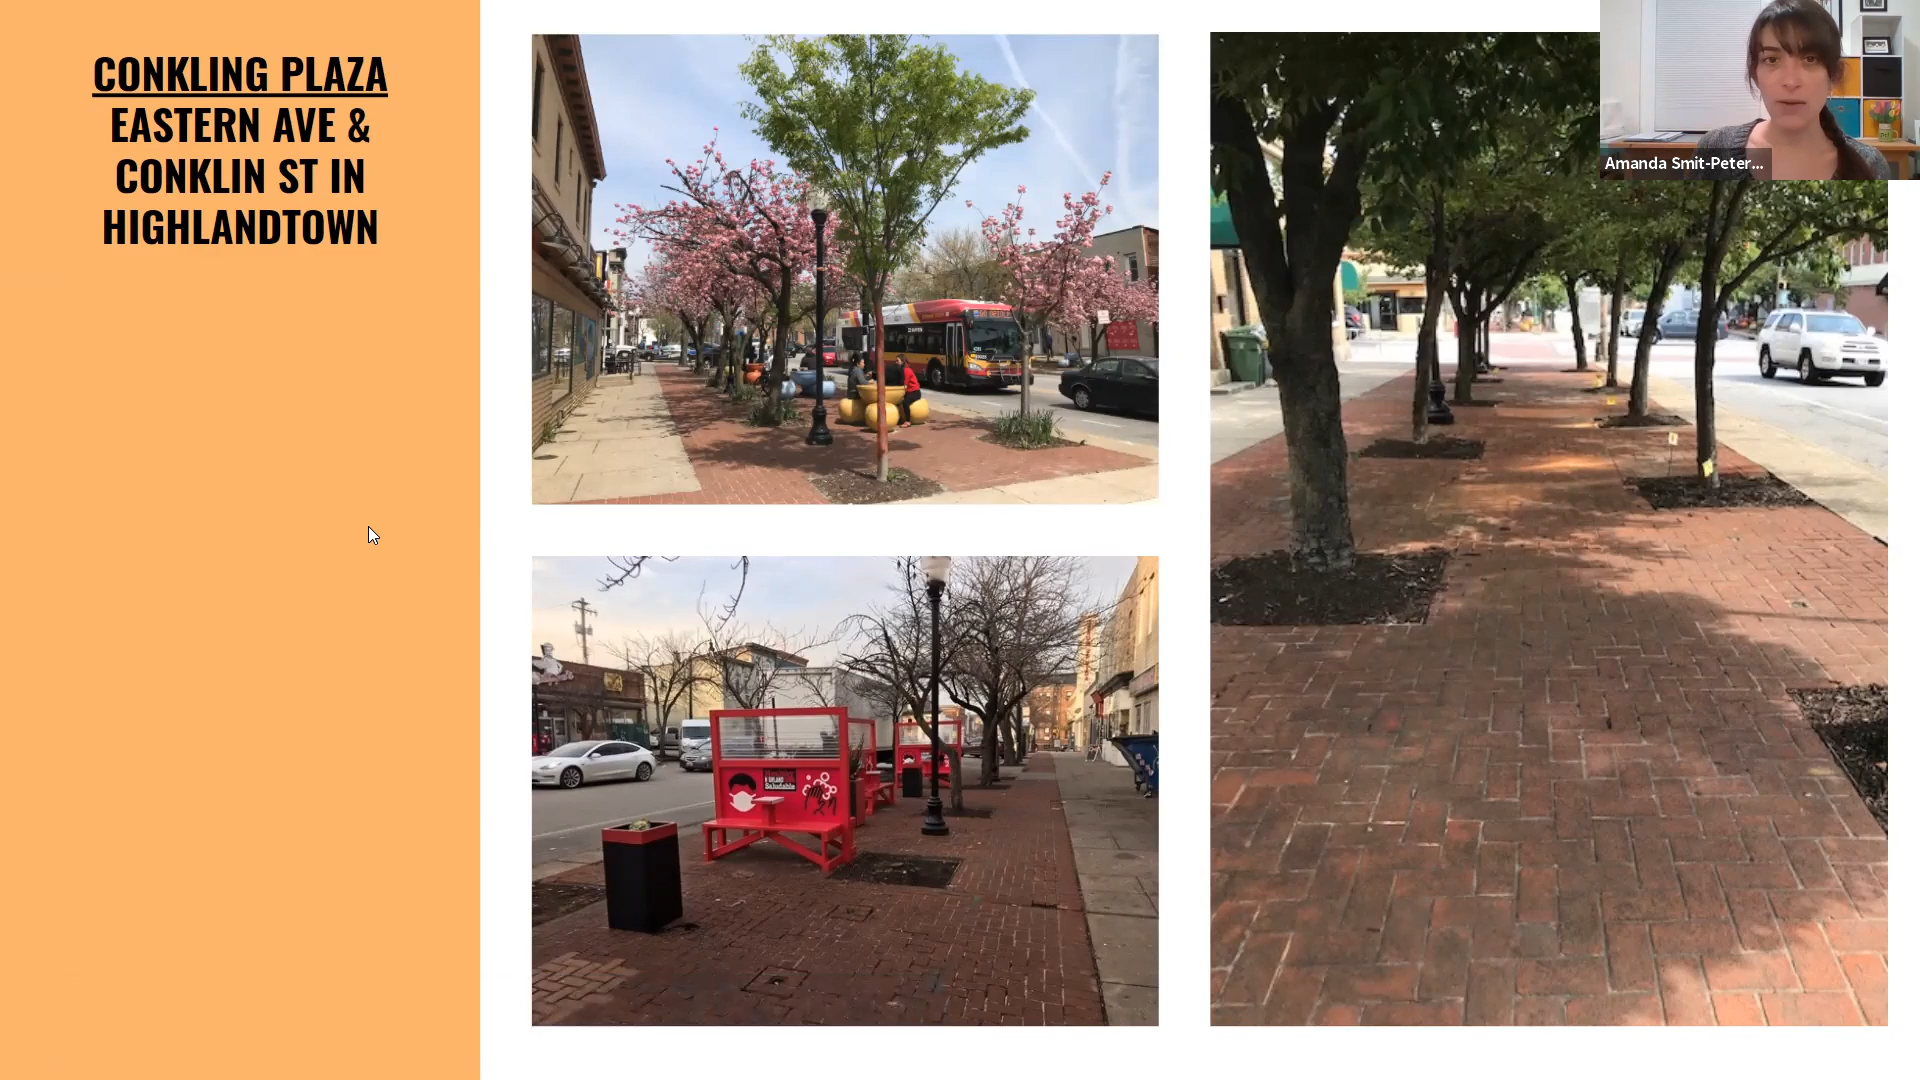 CONKLING PLAZA
EASTERN AVE &
CONKLIN ST IN
HIGHLANDTOWN
Amanda Smit-Peter...